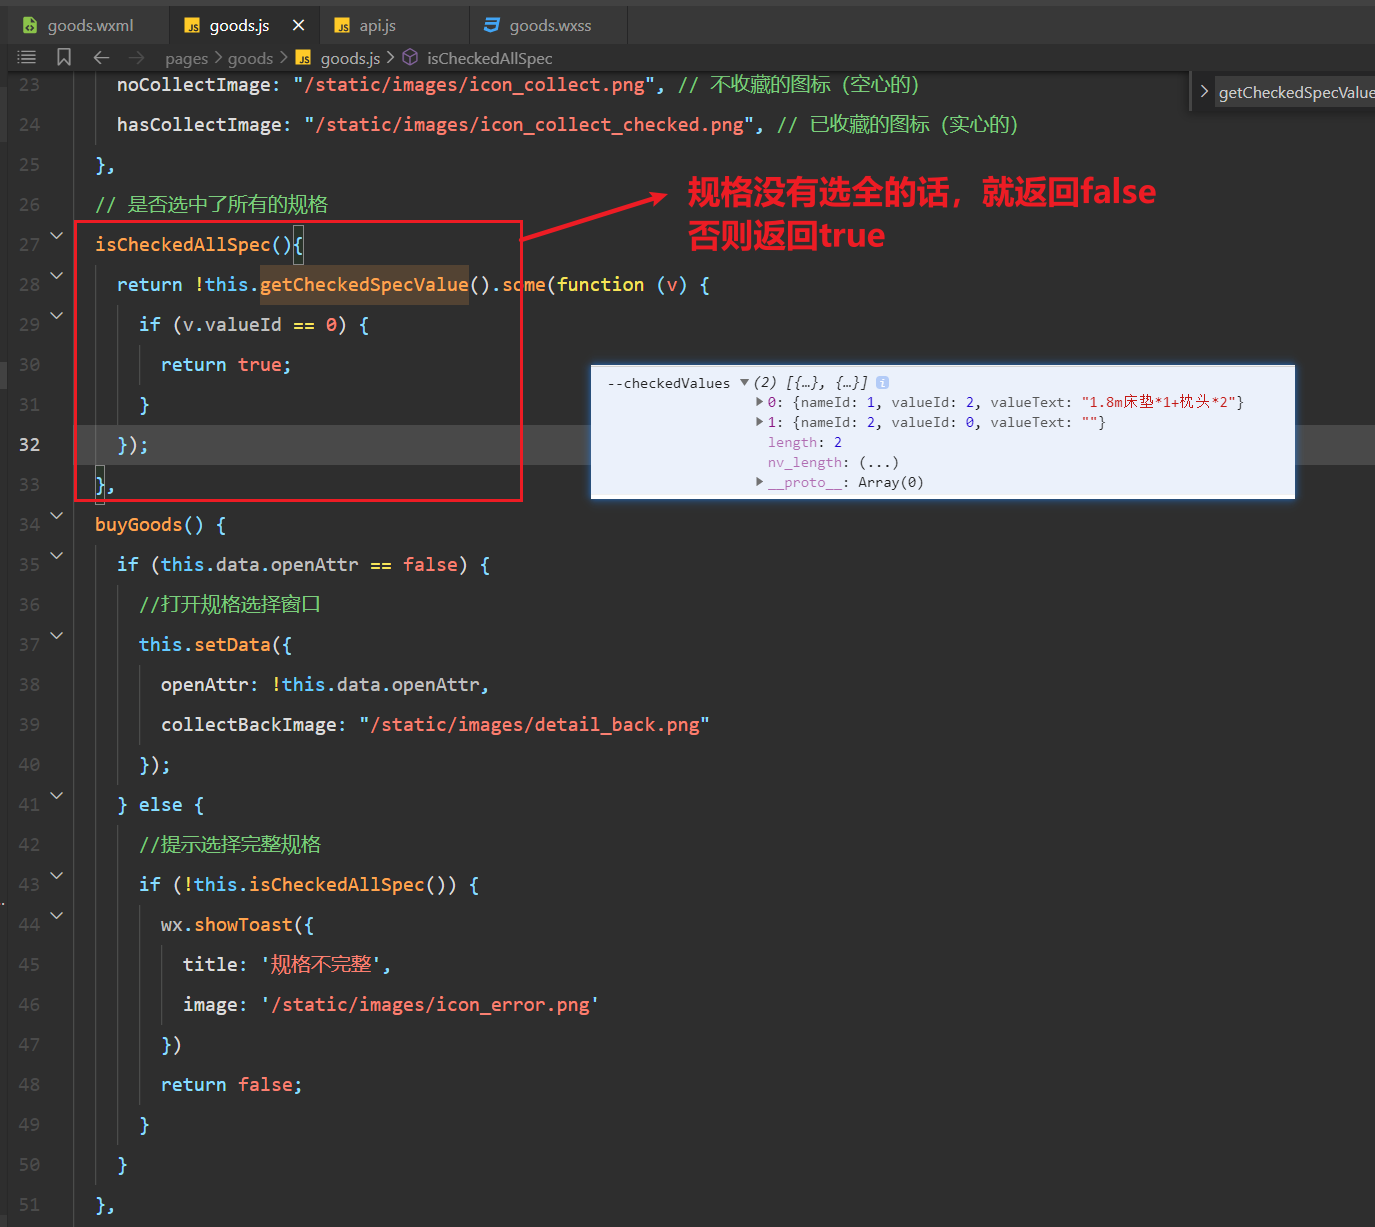 goods.wxml
goods.js
api.js
goods.wxss
pages > goods > goods.js > isCheckedAllSpec
getCheckedSpecValue
23 noCollectImage: "/static/images/icon_collect.png", // 不收藏的图标（空心的）
24 hasCollectImage: "/static/images/icon_collect_checked.png", // 已收藏的图标（实心的）
25 },
26 // 是否选中了所有的规格
规格没有选全的话，就返回false
否则返回true
27 isCheckedAllSpec(){
28 return !this.getCheckedSpecValue().some(function (v) {
29 if (v.valueId == 0) {
30 return true;
31 }
32 });
33 },
--checkedValues ▼(2) [{…}, {…}] i
▶0: {nameId: 1, valueId: 2, valueText: "1.8m床垫*1+枕头*2"}
▶1: {nameId: 2, valueId: 0, valueText: ""}
length: 2
nv_length: (...)
▶__proto__: Array(0)
34 buyGoods() {
35 if (this.data.openAttr == false) {
36 //打开规格选择窗口
37 this.setData({
38 openAttr: !this.data.openAttr,
39 collectBackImage: "/static/images/detail_back.png"
40 });
41 } else {
42 //提示选择完整规格
43 if (!this.isCheckedAllSpec()) {
44 wx.showToast({
45 title: '规格不完整',
46 image: '/static/images/icon_error.png'
47 })
48 return false;
49 }
50 }
51 },